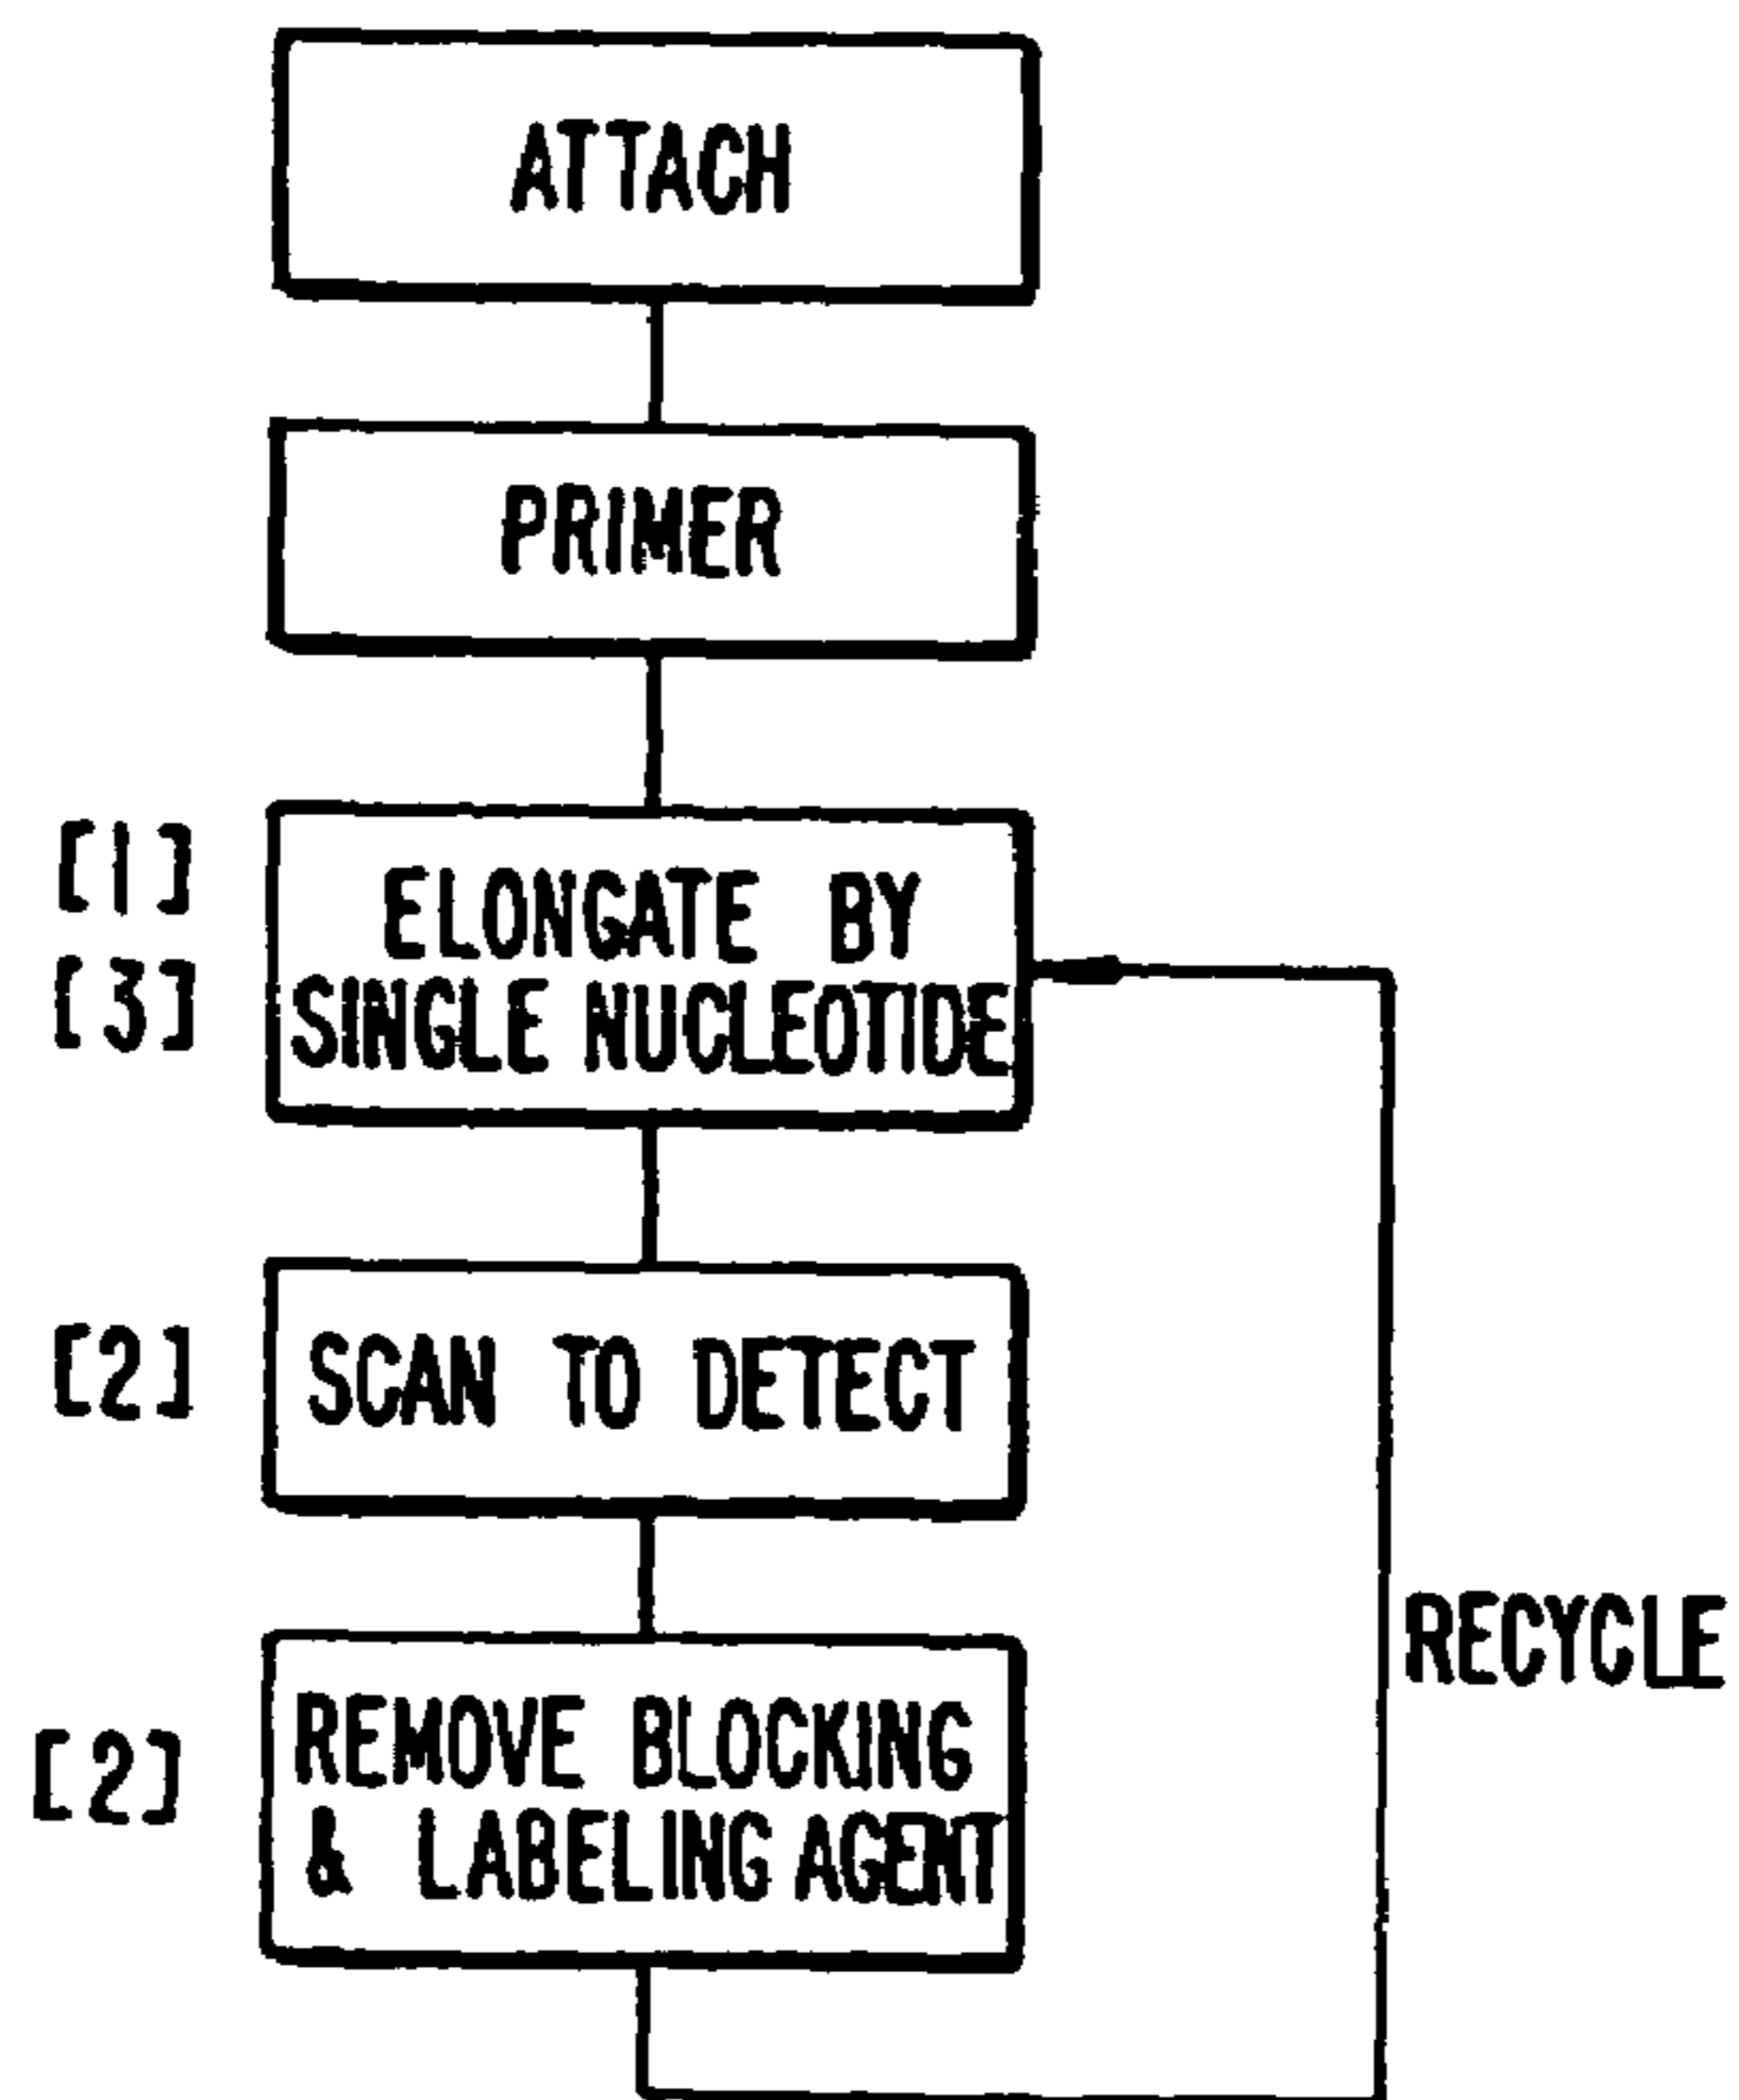 ATTACH
PRIMER
[1]
[3]
ELONGATE BY
SINGLE NUCLEOTIDE
[2]
SCAN TO DETECT
RECYCLE
[2]
REMOVE BLOCKING
& LABELING AGENT